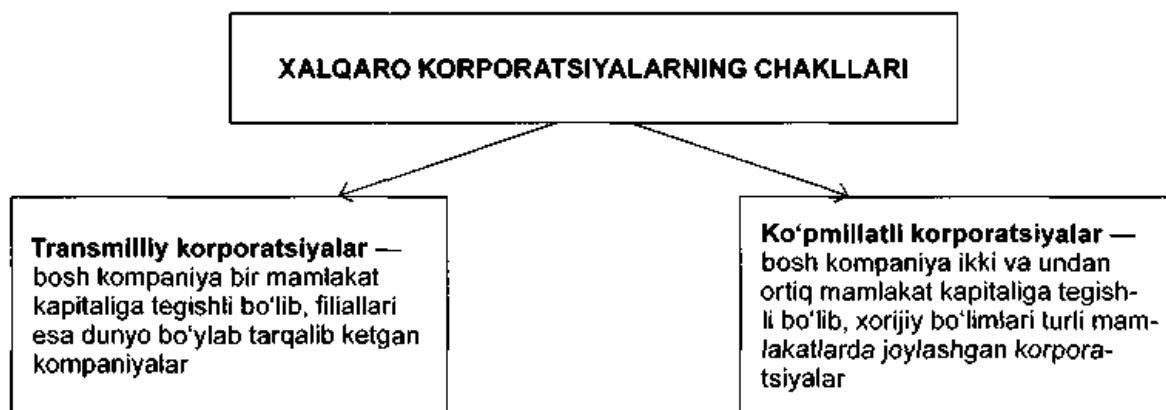 XALQARO KORPORATSIYALARNING CHAKLLARI
Transmilliy korporatsiyalar —
bosh kompaniya bir mamlakat
kapitaliga tegishli bo‘lib, filiallari
esa dunyo bo‘ylab tarqalib ketgan
kompaniyalar
Ko‘pmillatli korporatsiyalar —
bosh kompaniya ikki va undan
ortiq mamlakat kapitaliga tegish-
li bo‘lib, xorijiy bo‘limlari turli mam-
lakatlarda joylashgan korpora-
tsiyalar